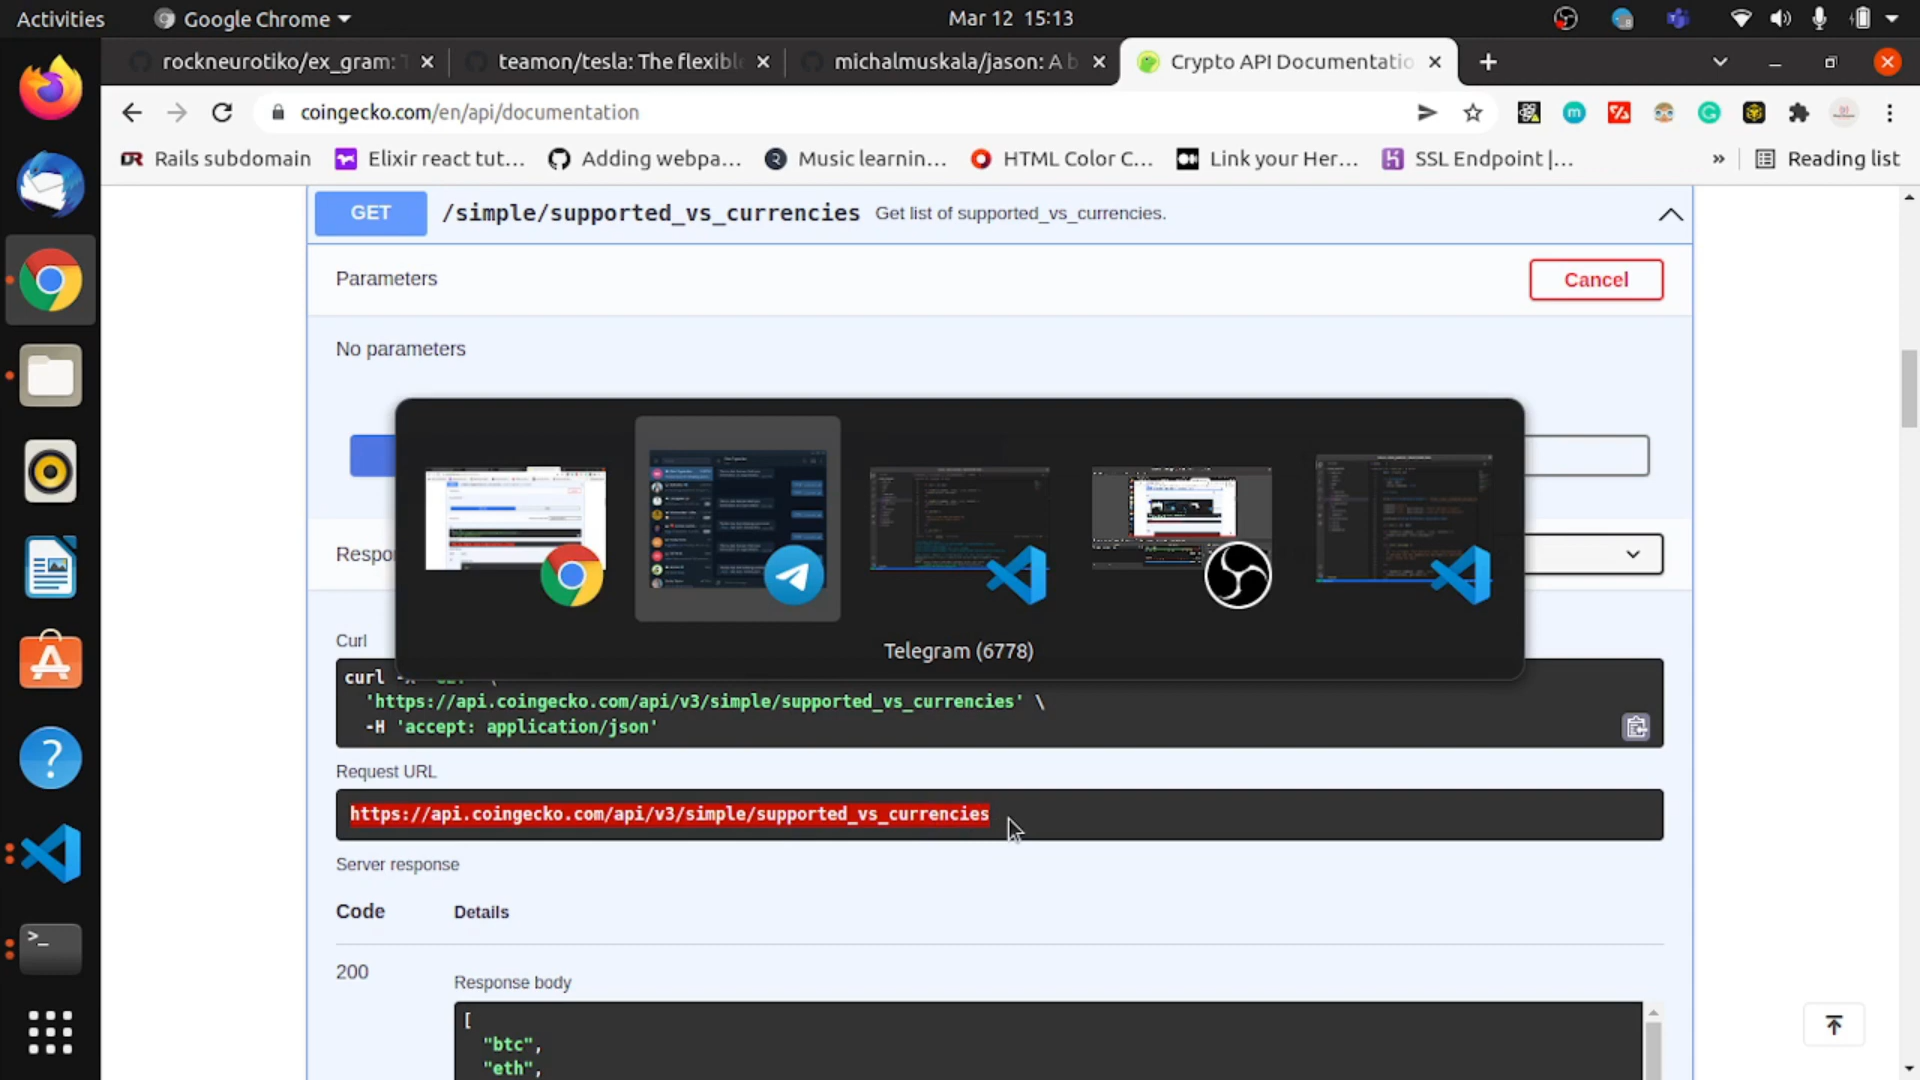 Activities
Google Chrome
Mar 12 15:13
rockneurotiko/ex_gram:
teamon/tesla: The flexible
michalmuskala/jason: A b
Crypto API Documentatio
coingecko.com/en/api/documentation
Rails subdomain
Elixir react tut...
Adding webpa...
Music learnin...
HTML Color C...
Link your Her...
SSL Endpoint |...
»
Reading list
GET /simple/supported_vs_currencies Get list of supported_vs_currencies.
Parameters
Cancel
No parameters
Respo
Telegram (6778)
Curl
curl
'https://api.coingecko.com/api/v3/simple/supported_vs_currencies' \
-H 'accept: application/json'
Request URL
https://api.coingecko.com/api/v3/simple/supported_vs_currencies
Server response
Code Details
200
Response body
[
"btc",
"eth",